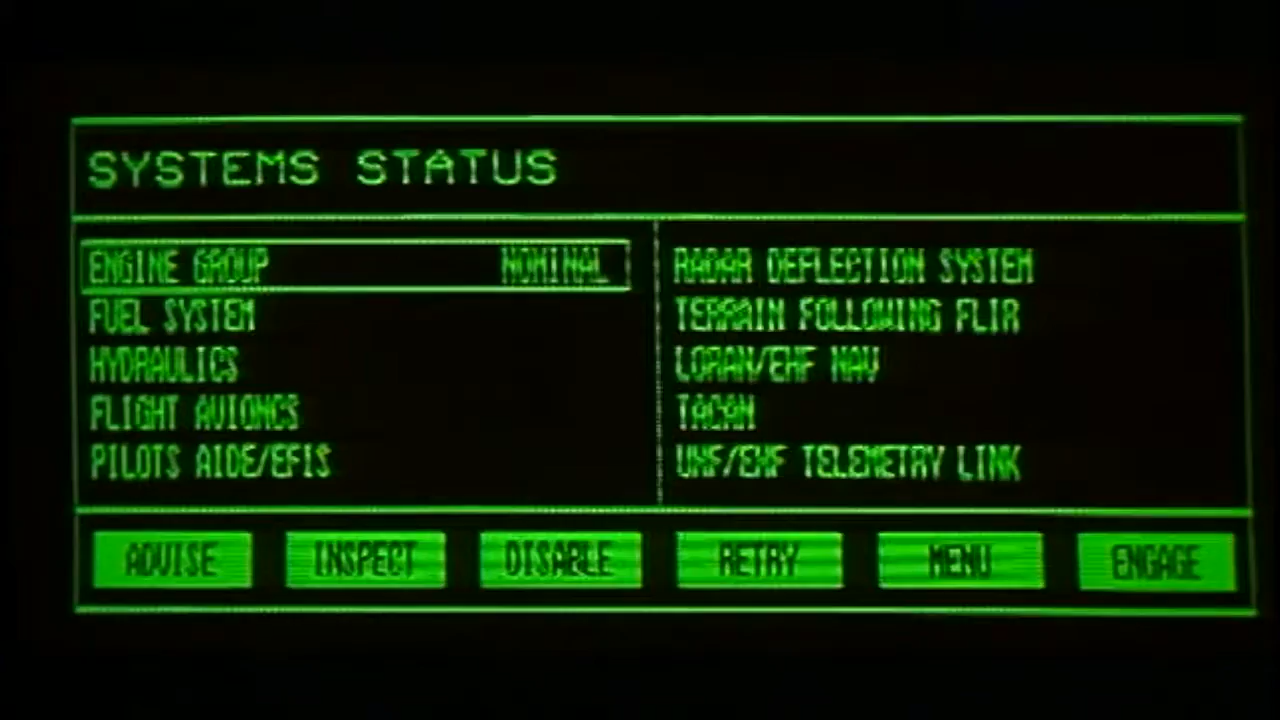 SYSTEMS STATUS
ENGINE GROUP NOMINAL
FUEL SYSTEM
HYDRAULICS
FLIGHT AVIONCS
PILOTS AIDE/EFIS
RADAR DEFLECTION SYSTEM
TERRAIN FOLLOWING FLIR
LORAN/EHF NAV
TACAN
UHF/EHF TELEMETRY LINK
ADVISE INSPECT DISABLE RETRY MENU ENGAGE